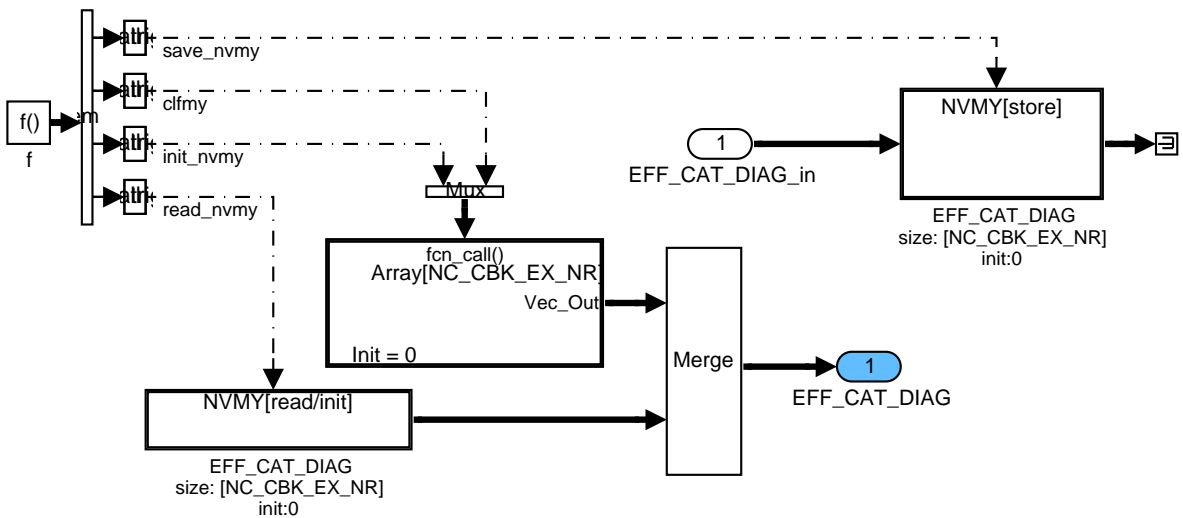 save_nvmy
clfmy
init_nvmy
read_nvmy
f()
f
Mux
fcn_call()
Array[NC_CBK_EX_NR]
Vec_Out
Init = 0
1
EFF_CAT_DIAG_in
NVMY[store]
EFF_CAT_DIAG
size: [NC_CBK_EX_NR]
init:0
Merge
1
EFF_CAT_DIAG
NVMY[read/init]
EFF_CAT_DIAG
size: [NC_CBK_EX_NR]
init:0